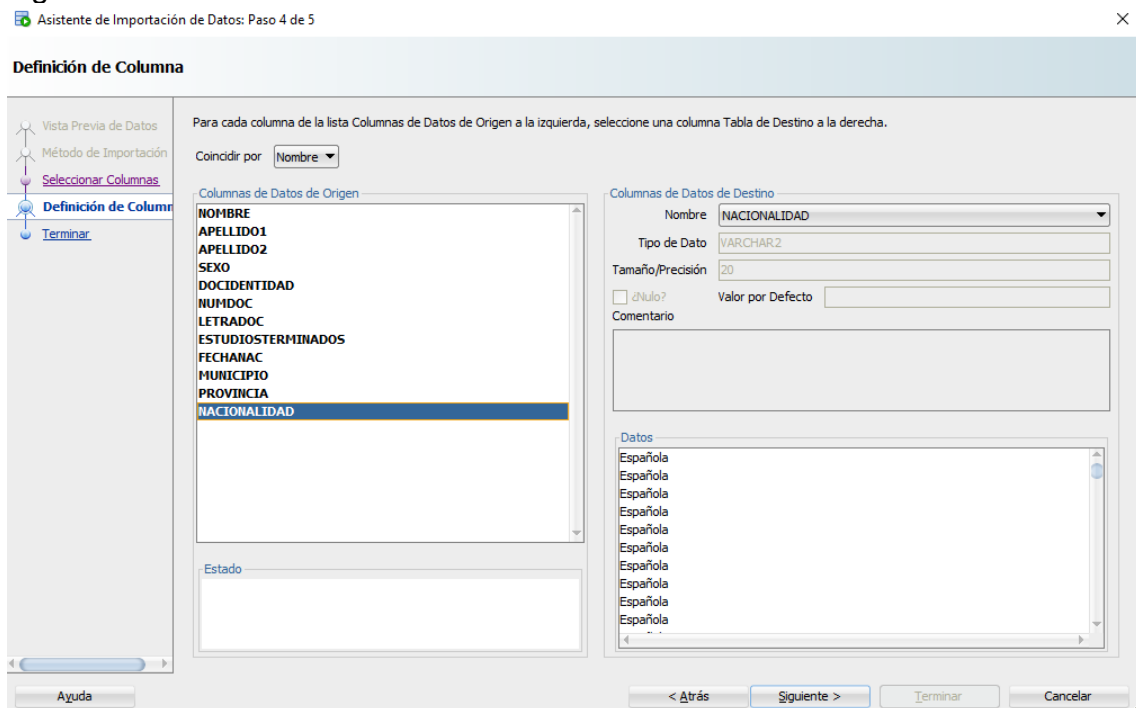 Asistente de Importación de Datos: Paso 4 de 5
Definición de Columna
Vista Previa de Datos
Método de Importación
Seleccionar Columnas
Definición de Column
Terminar
Para cada columna de la lista Columnas de Datos de Origen a la izquierda, seleccione una columna Tabla de Destino a la derecha.
Coincidir por Nombre
Columnas de Datos de Origen
NOMBRE
APELLIDO1
APELLIDO2
SEXO
DOCIDENTIDAD
NUMDOC
LETRADOC
ESTUDIOSTERMINADOS
FECHANAC
MUNICIPIO
PROVINCIA
NACIONALIDAD
Estado
Columnas de Datos de Destino
Nombre NACIONALIDAD
Tipo de Dato VARCHAR2
Tamaño/Precisión 20
¿Nulo? Valor por Defecto
Comentario
Datos
Española
Española
Española
Española
Española
Española
Española
Española
Española
Española
Ayuda
< Atrás
Siguiente >
Terminar
Cancelar